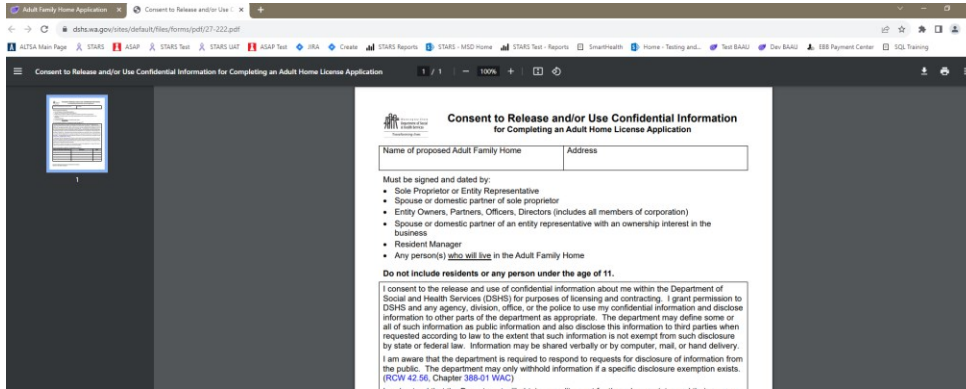 Adult Family Home Application
Consent to Release and/or Use C
dshs.wa.gov/sites/default/files/forms/pdf/27-222.pdf
ALTSA Main Page STARS ASAP STARS Test STARS UAT ASAP Test JIRA Create STARS Reports STARS - MSD Home STARS Test - Reports SmartHealth Home - Testing and... Test BAAU Dev BAAU EBB Payment Center SQL Training
Consent to Release and/or Use Confidential Information for Completing an Adult Home License Application 1 / 1 100%
1
Consent to Release and/or Use Confidential Information
for Completing an Adult Home License Application
Name of proposed Adult Family Home Address
Must be signed and dated by:
• Sole Proprietor or Entity Representative
• Spouse or domestic partner of sole proprietor
• Entity Owners, Partners, Officers, Directors (includes all members of corporation)
• Spouse or domestic partner of an entity representative with an ownership interest in the
business
• Resident Manager
• Any person(s) who will live in the Adult Family Home
Do not include residents or any person under the age of 11.
I consent to the release and use of confidential information about me within the Department of
Social and Health Services (DSHS) for purposes of licensing and contracting. I grant permission to
DSHS and any agency, division, office, or the police to use my confidential information and disclose
information to other parts of the department as appropriate. The department may define some or
all of such information as public information and also disclose this information to third parties when
requested according to law to the extent that such information is not exempt from such disclosure
by state or federal law. Information may be shared verbally or by computer, mail, or hand delivery.
I am aware that the department is required to respond to requests for disclosure of information from
the public. The department may only withhold information if a specific disclosure exemption exists.
(RCW 42.56, Chapter 388-01 WAC)